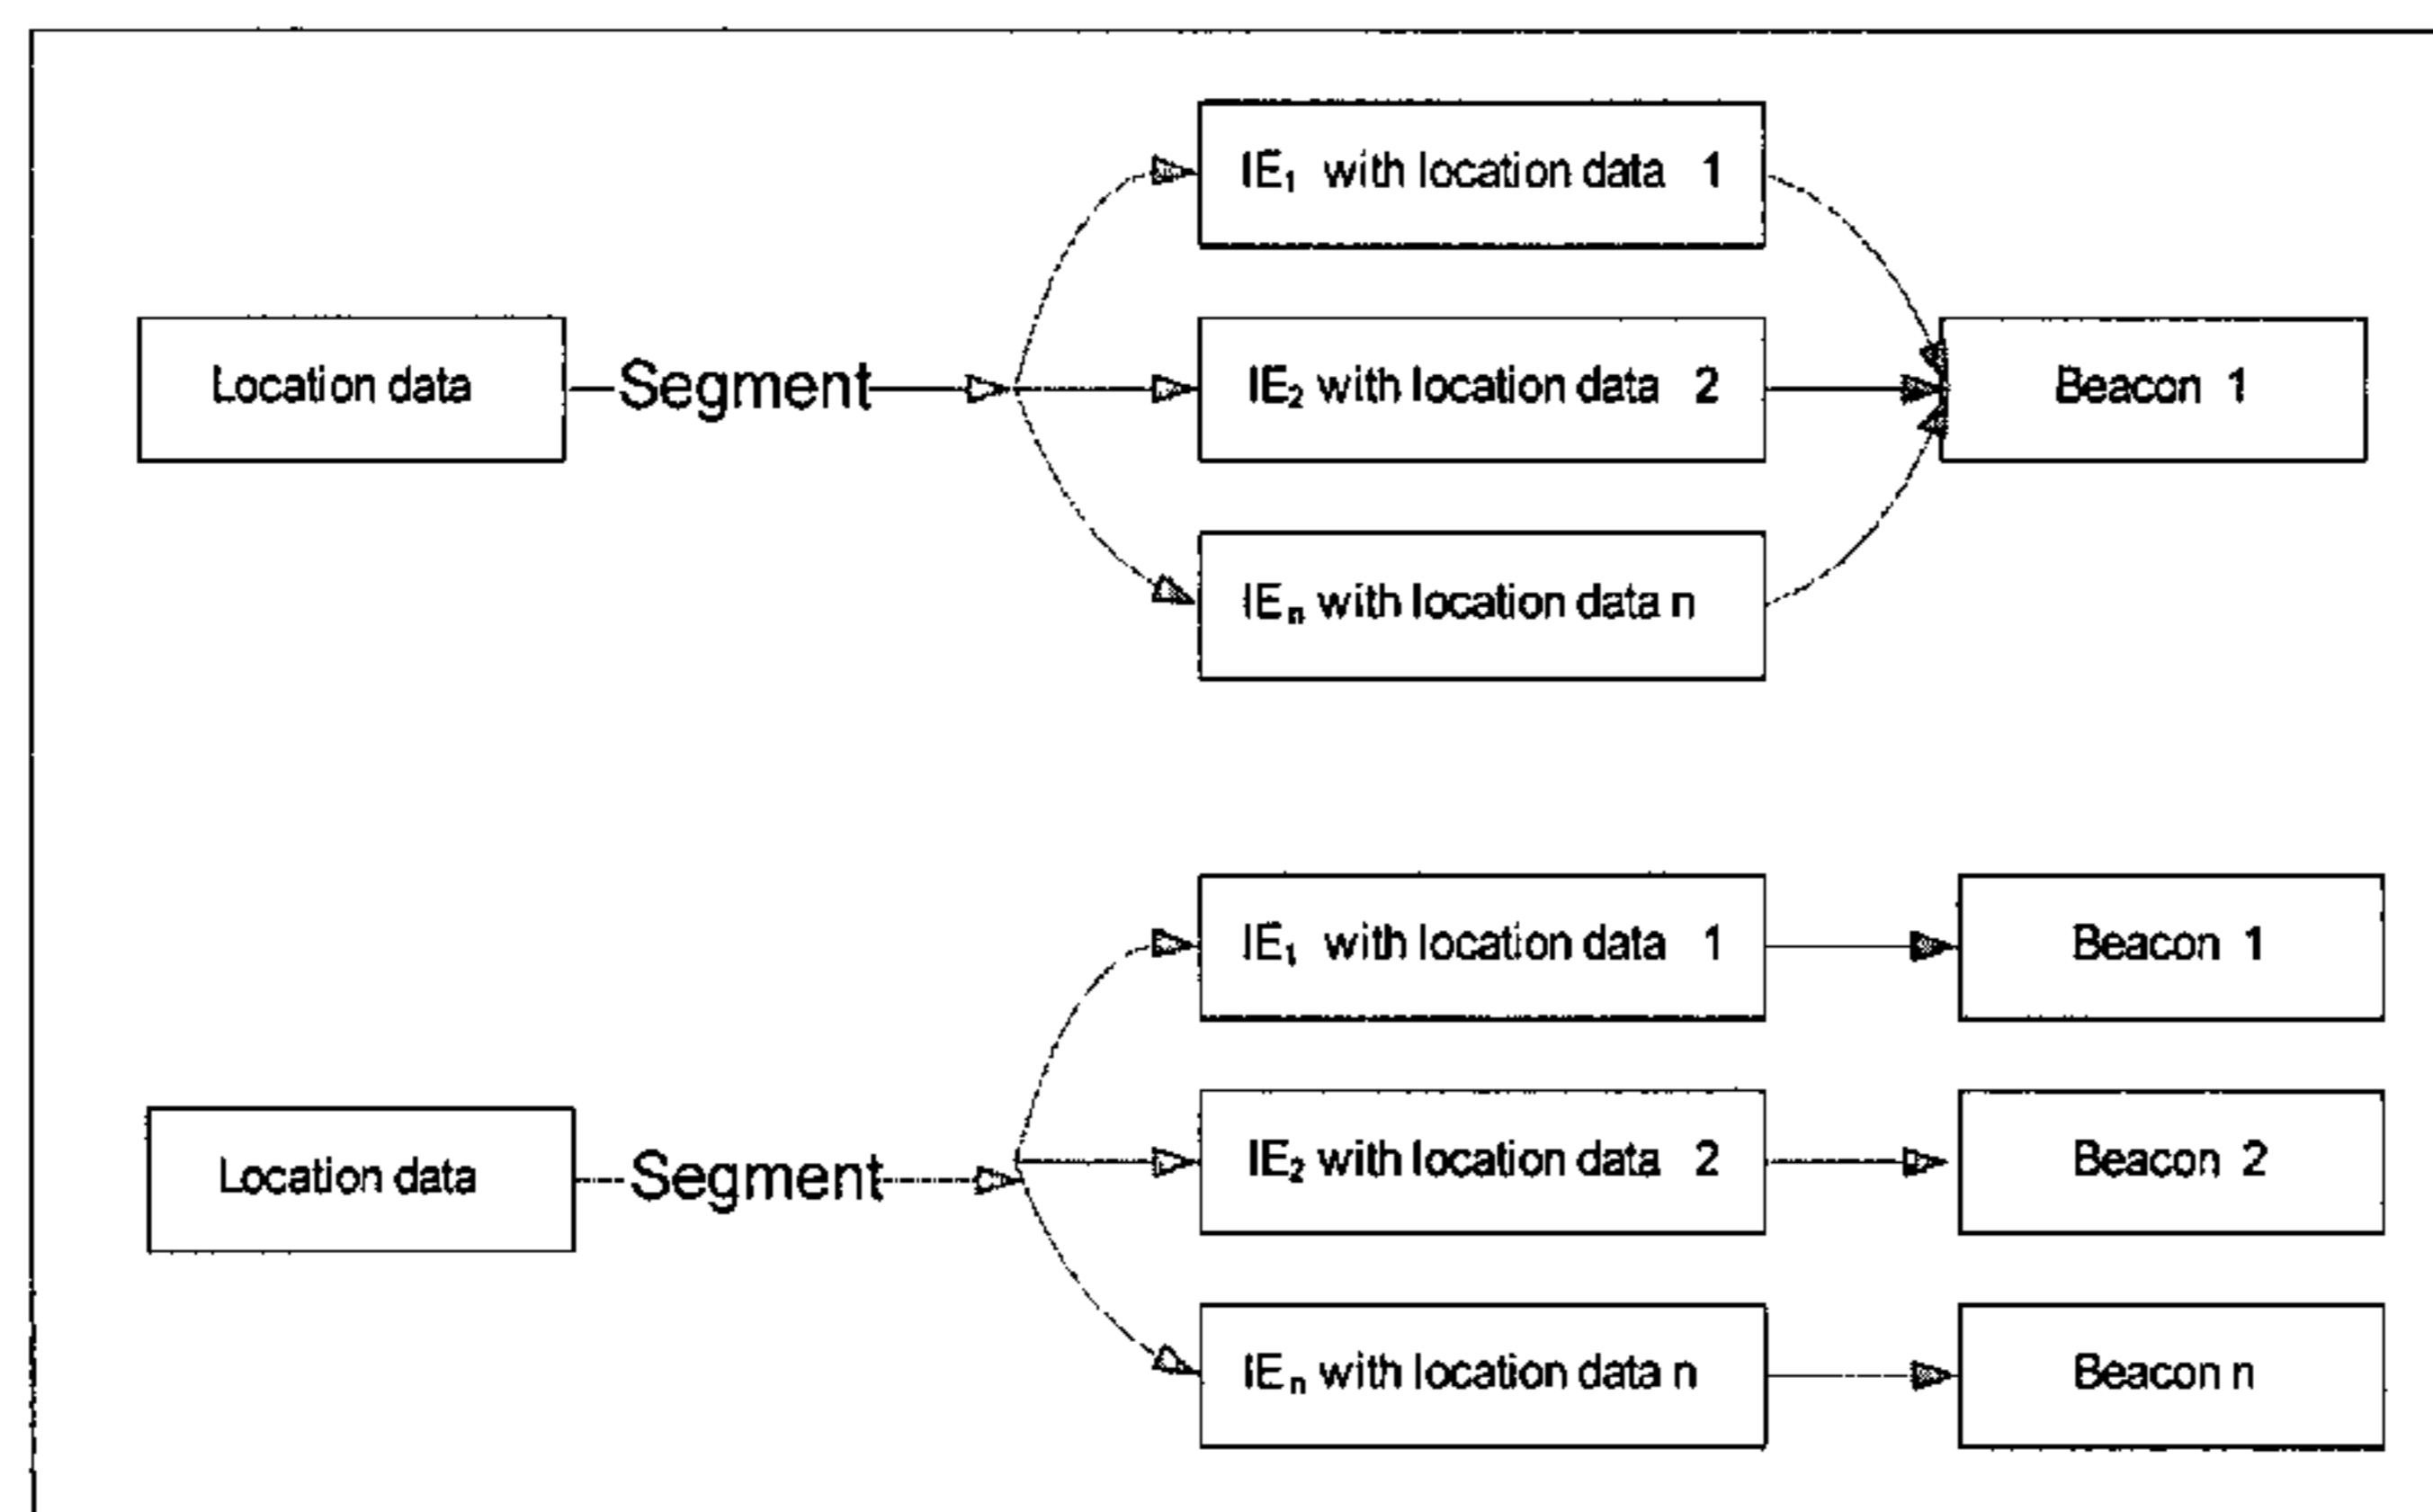 IE₁ with location data 1
Location data
Segment
IE₂ with location data 2
Beacon 1
IEₙ with location data n
IE₁ with location data 1
Beacon 1
Location data
Segment
IE₂ with location data 2
Beacon 2
IEₙ with location data n
Beacon n